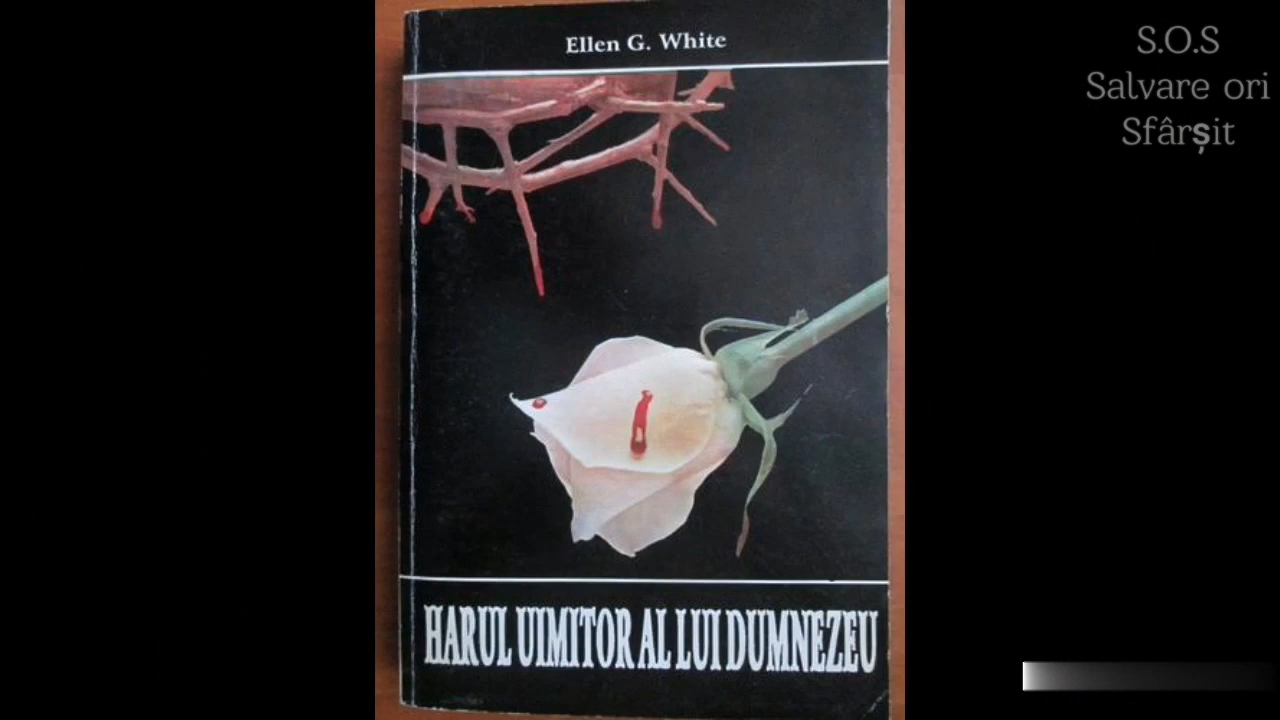 Ellen G. White
HARUL UIMITOR AL LUI DUMNEZEU
S.O.S
Salvare ori
Sfârșit